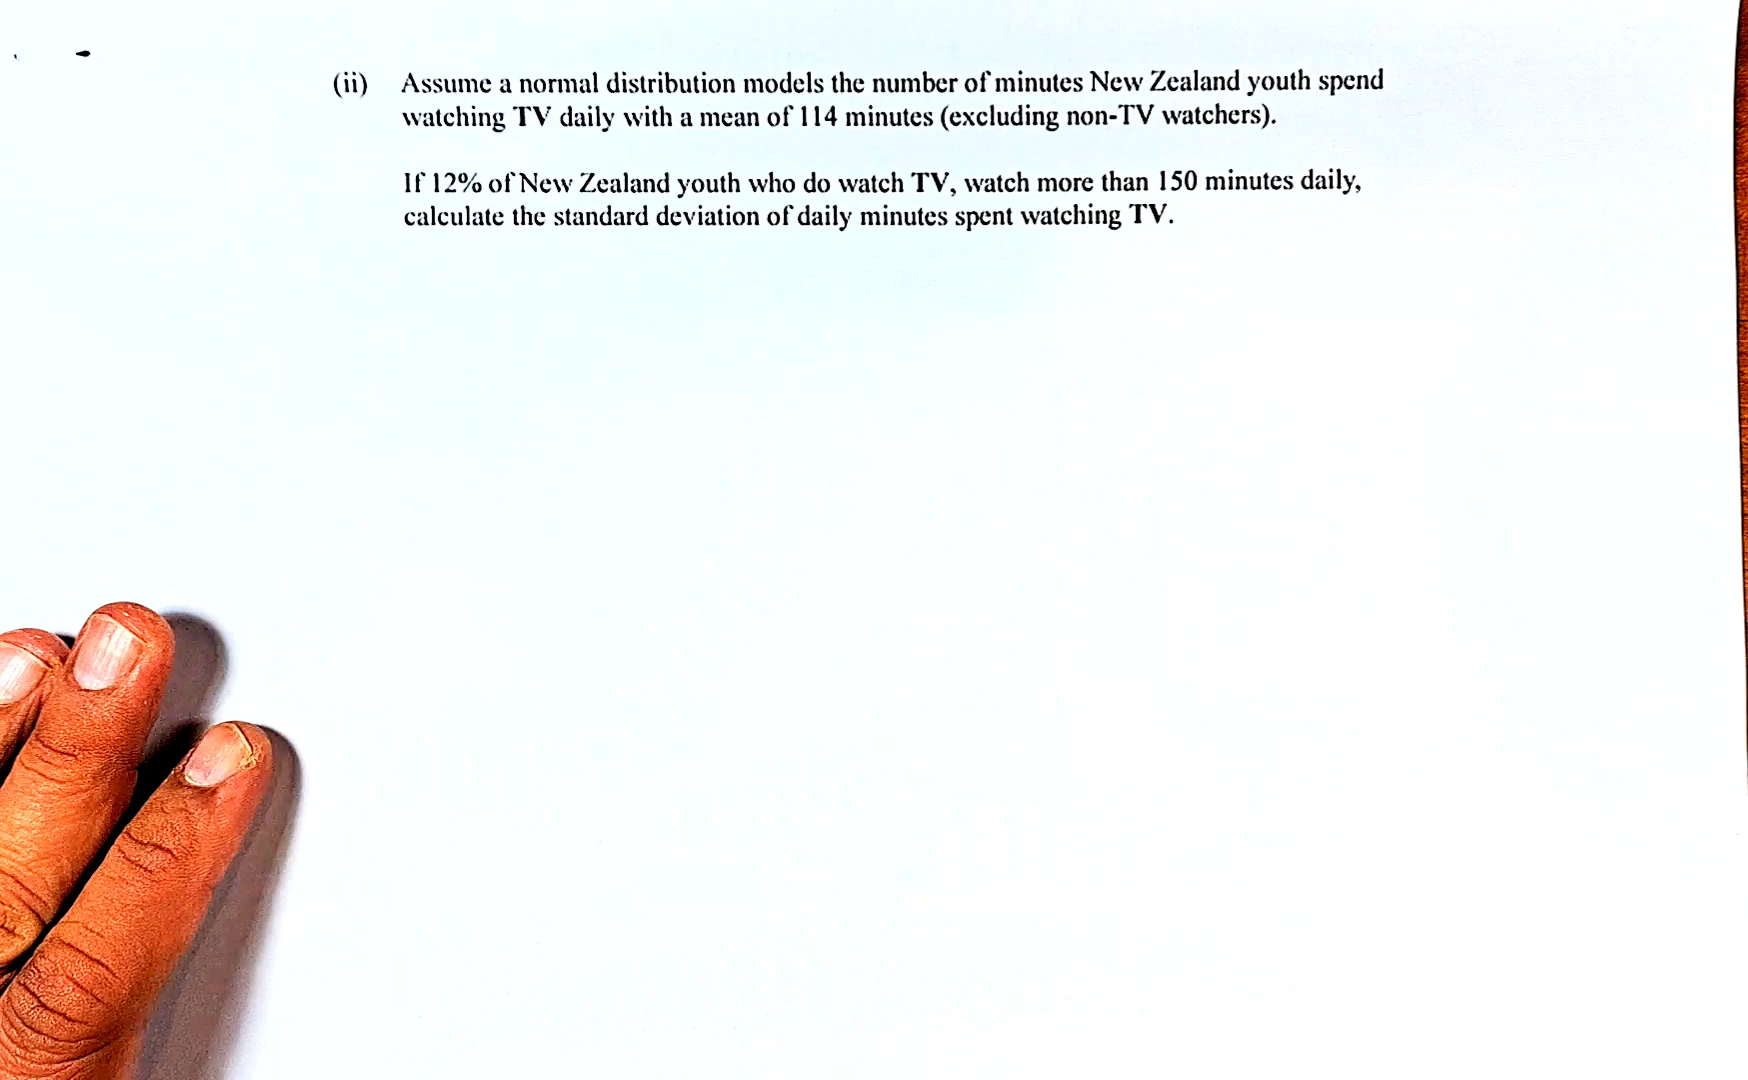 (ii) Assume a normal distribution models the number of minutes New Zealand youth spend
watching TV daily with a mean of 114 minutes (excluding non-TV watchers).
If 12% of New Zealand youth who do watch TV, watch more than 150 minutes daily,
calculate the standard deviation of daily minutes spent watching TV.